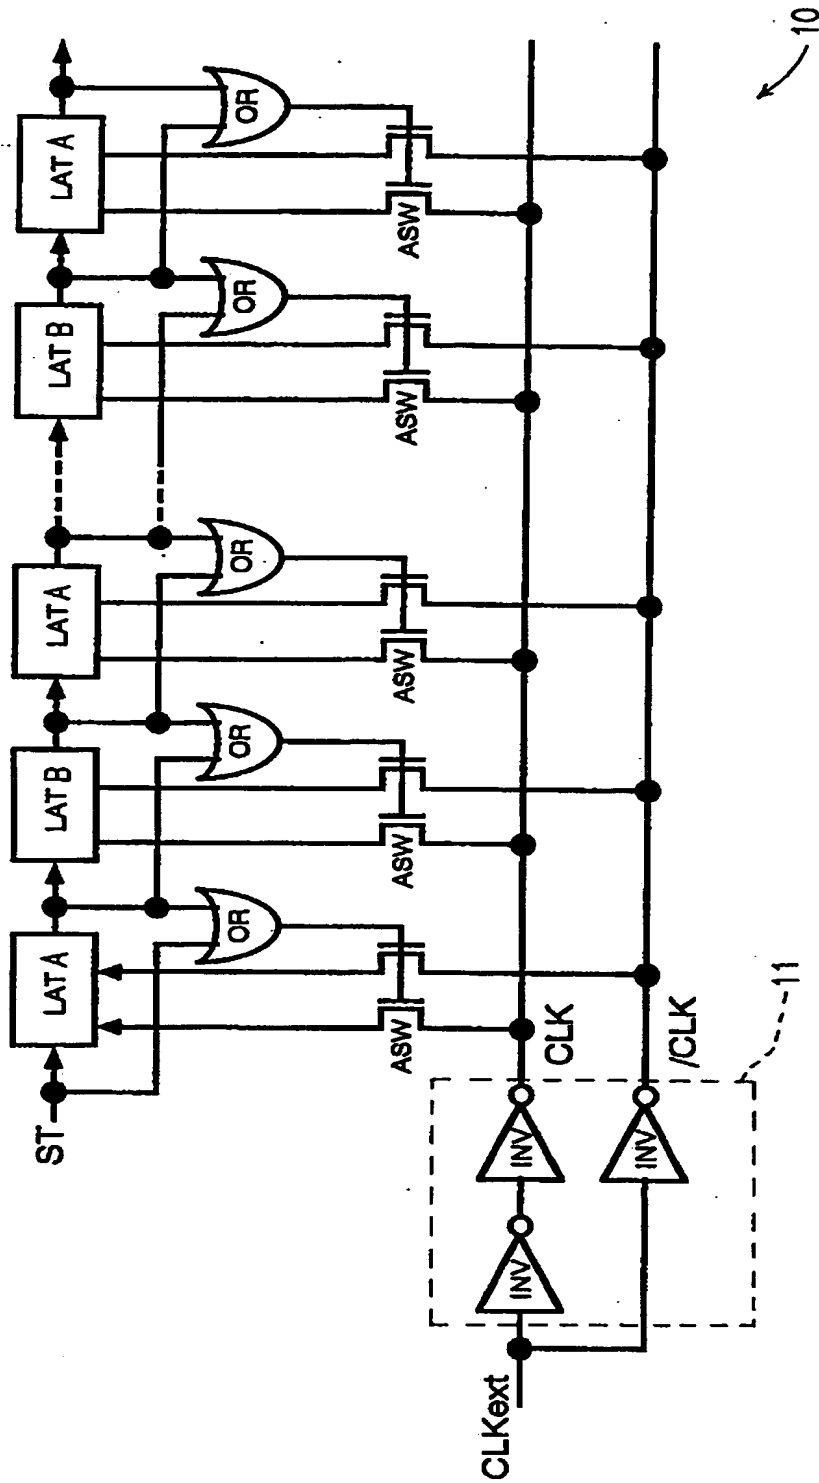 ST
LAT A
LAT B
LAT A
LAT B
LAT A
OR
OR
OR
OR
OR
ASW
ASW
ASW
ASW
ASW
CLKext
INV
INV
INV
CLK
/CLK
11
10